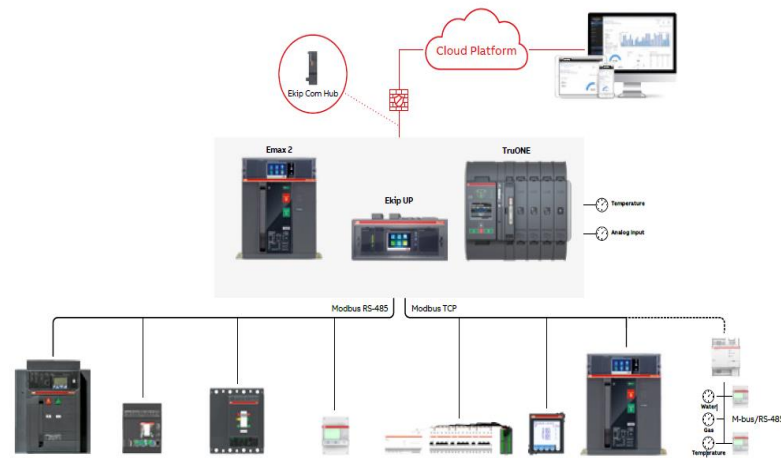 Cloud Platform
Ekip Com Hub
Emax 2
TruONE
Ekip UP
Temperature
Analog Input
Modbus RS-485
Modbus TCP
Water
Gas
M-bus/RS-485
Temperature